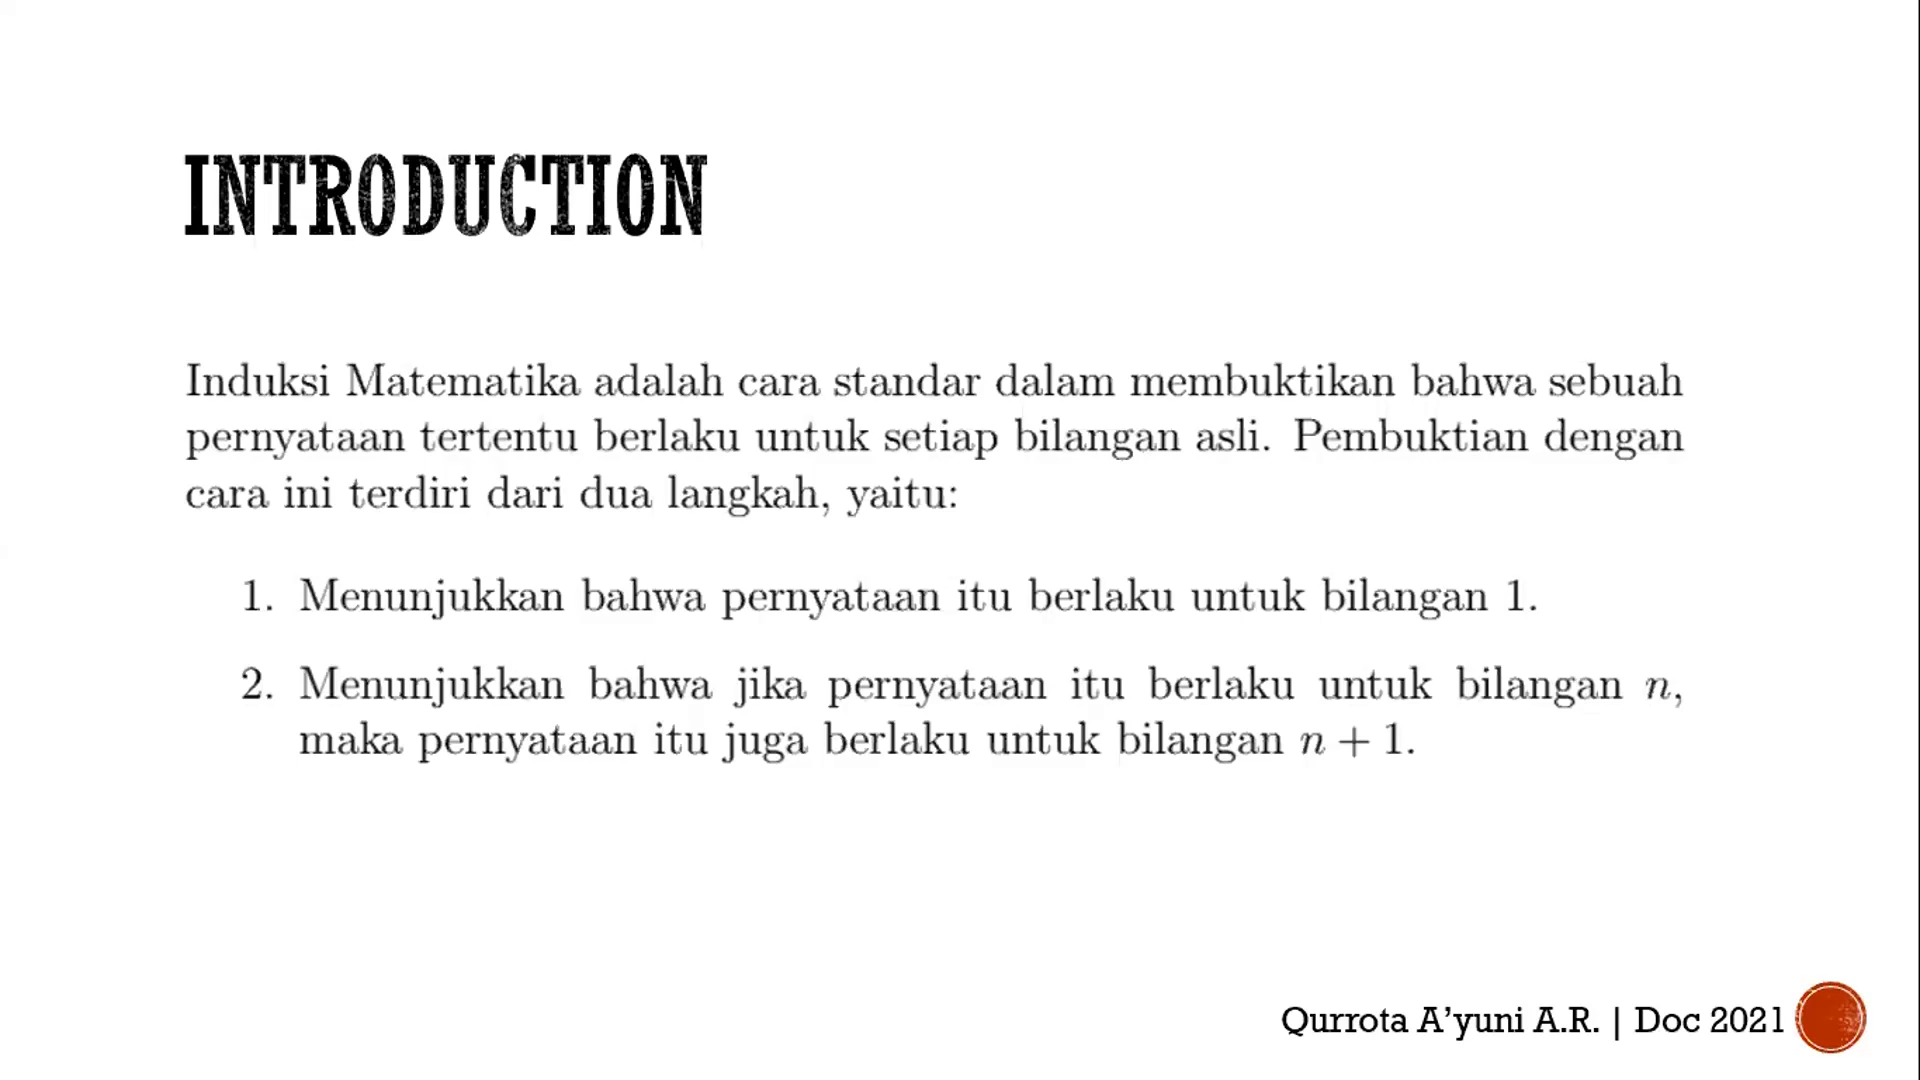 INTRODUCTION
Induksi Matematika adalah cara standar dalam membuktikan bahwa sebuah
pernyataan tertentu berlaku untuk setiap bilangan asli. Pembuktian dengan
cara ini terdiri dari dua langkah, yaitu:
1. Menunjukkan bahwa pernyataan itu berlaku untuk bilangan 1.
2. Menunjukkan bahwa jika pernyataan itu berlaku untuk bilangan n,
maka pernyataan itu juga berlaku untuk bilangan n + 1.
Qurrota A’yuni A.R. | Doc 2021